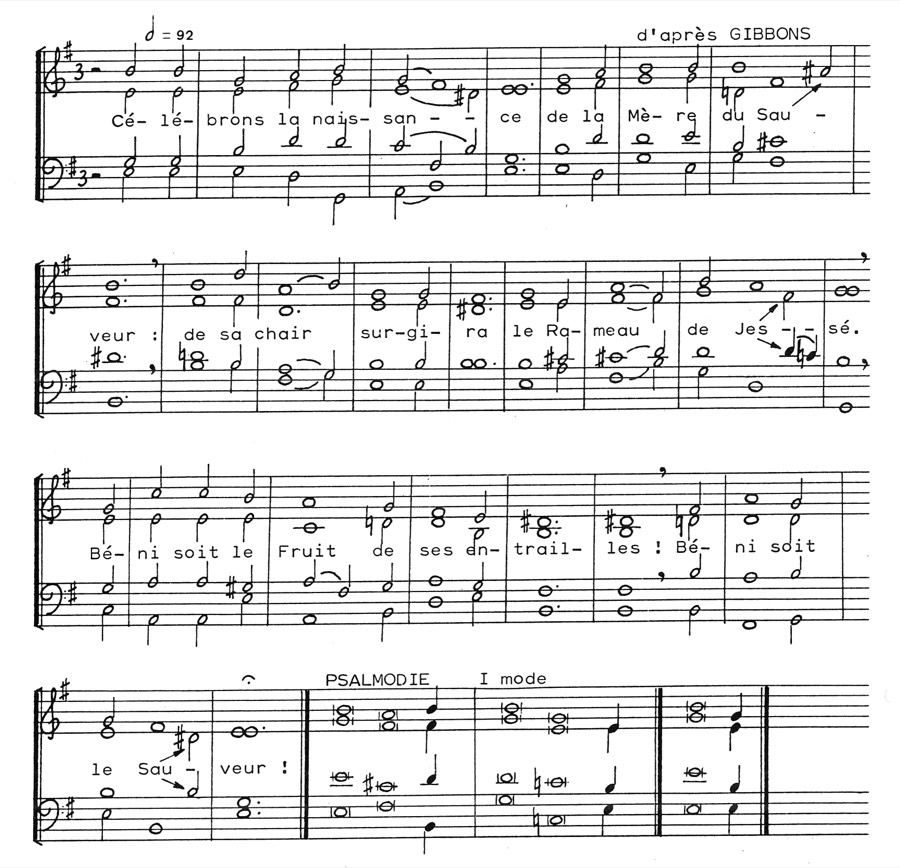 𝅗𝅥 = 92
d'après GIBBONS
3
Cé- lé- brons la nais- san - - ce de la Mè- re du Sau -
3
veur : de sa chair sur-gi- ra le Ra- meau de Jes - - sé.
Bé- ni soit le Fruit de ses en- trail- les ! Bé- ni soit
PSALMODIE I mode
le Sau - veur !